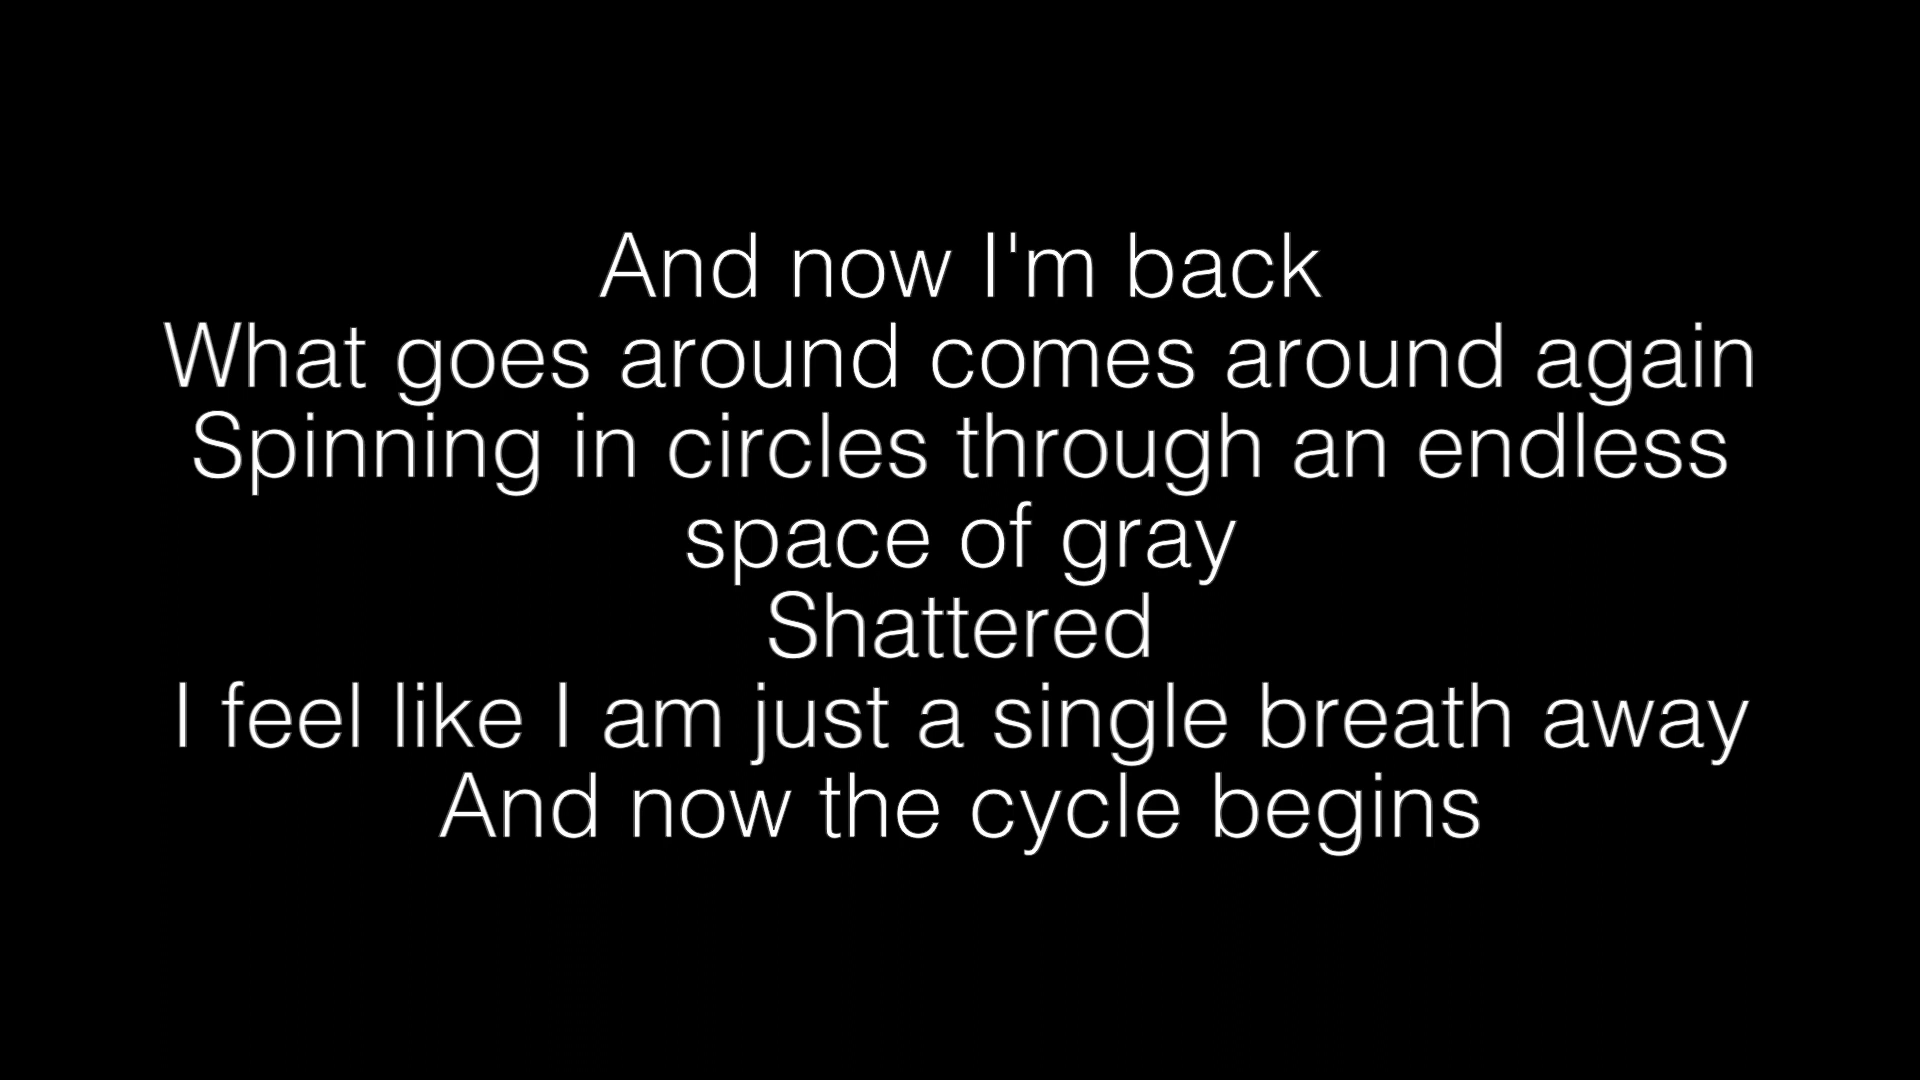 And now I'm back
What goes around comes around again
Spinning in circles through an endless
space of gray
Shattered
I feel like I am just a single breath away
And now the cycle begins